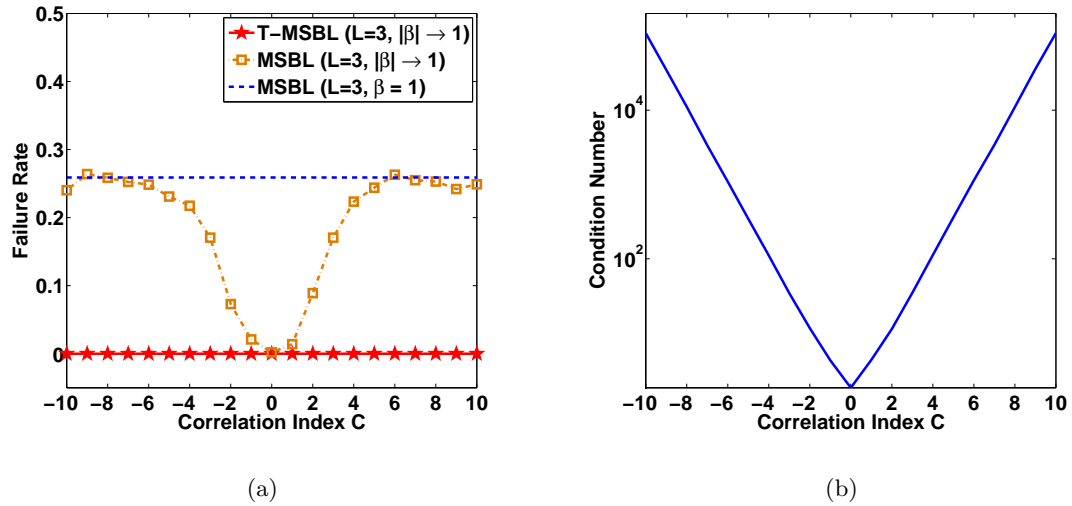 0.5
0.4
0.3
0.2
0.1
0
Failure Rate
T−MSBL (L=3, |β| → 1)
MSBL (L=3, |β| → 1)
MSBL (L=3, β = 1)
−10 −8 −6 −4 −2 0 2 4 6 8 10
Correlation Index C
(a)
10^4
10^2
Condition Number
−10 −8 −6 −4 −2 0 2 4 6 8 10
Correlation Index C
(b)